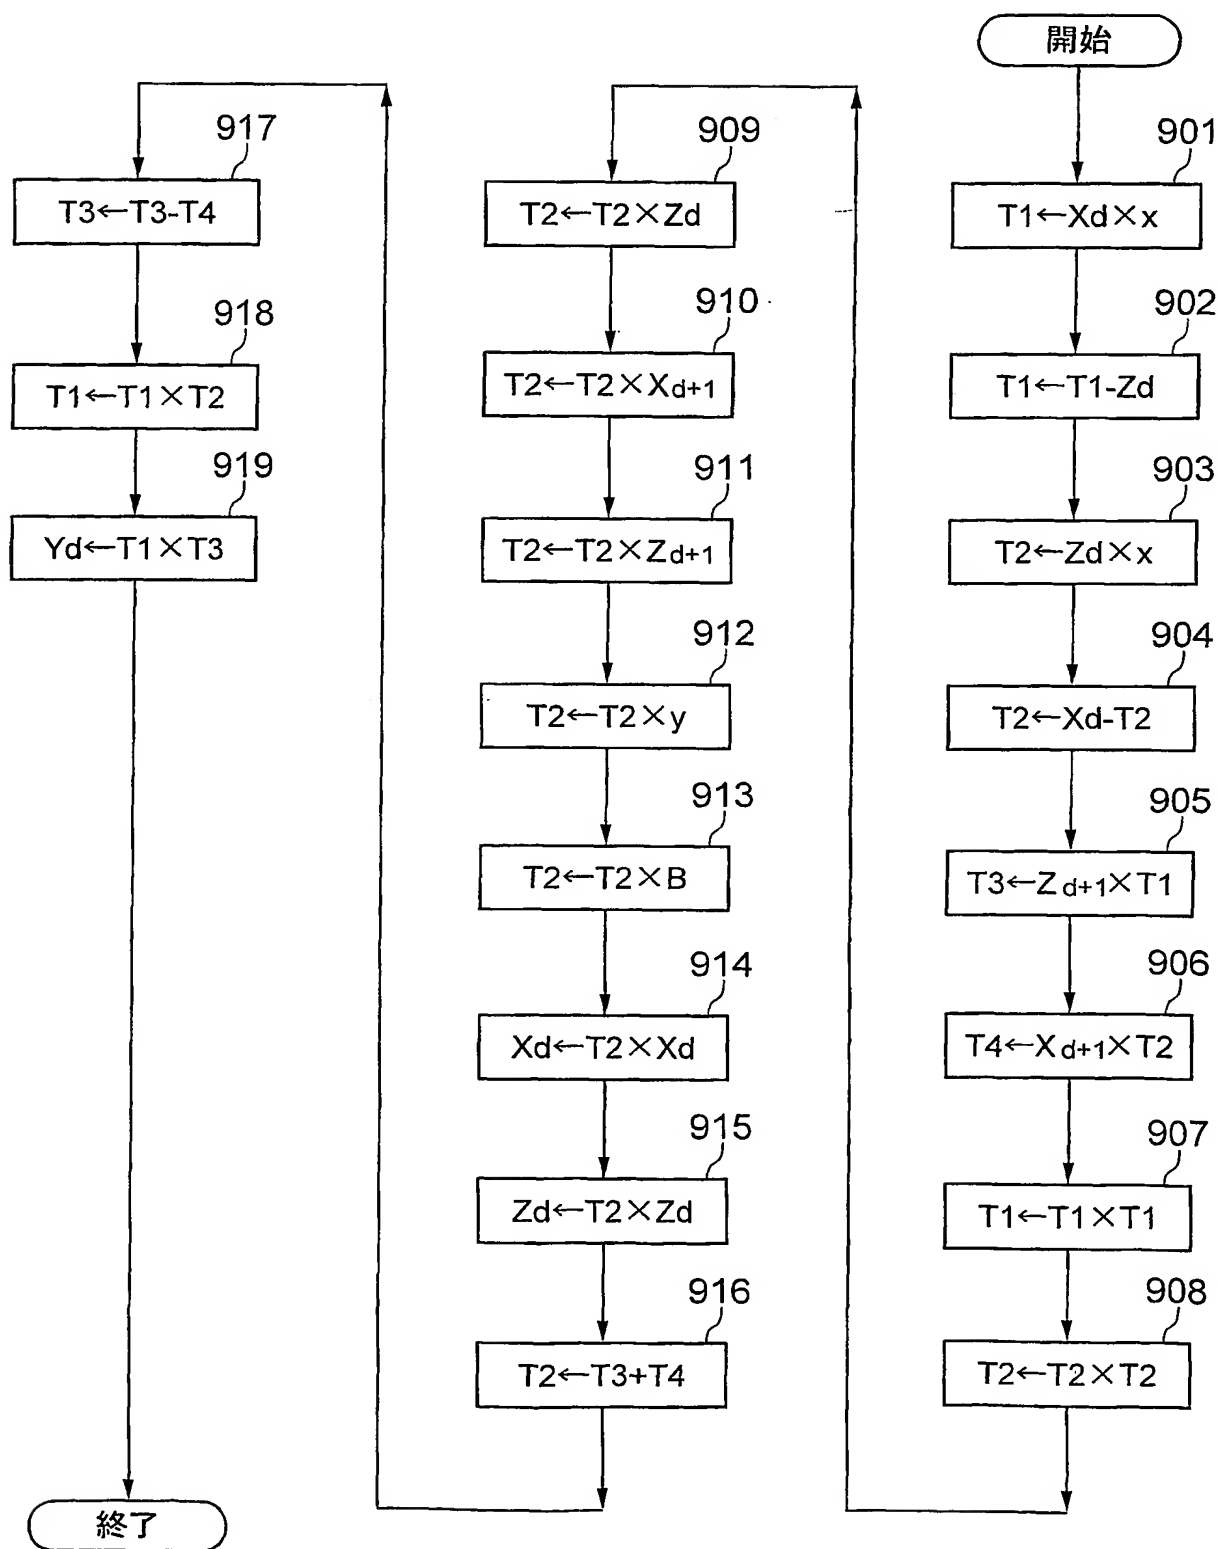 開始
901
T1←Xd×x
902
T1←T1-Zd
903
T2←Zd×x
904
T2←Xd-T2
905
T3←Zd+1×T1
906
T4←Xd+1×T2
907
T1←T1×T1
908
T2←T2×T2
909
T2←T2×Zd
910
T2←T2×Xd+1
911
T2←T2×Zd+1
912
T2←T2×y
913
T2←T2×B
914
Xd←T2×Xd
915
Zd←T2×Zd
916
T2←T3+T4
917
T3←T3-T4
918
T1←T1×T2
919
Yd←T1×T3
終了